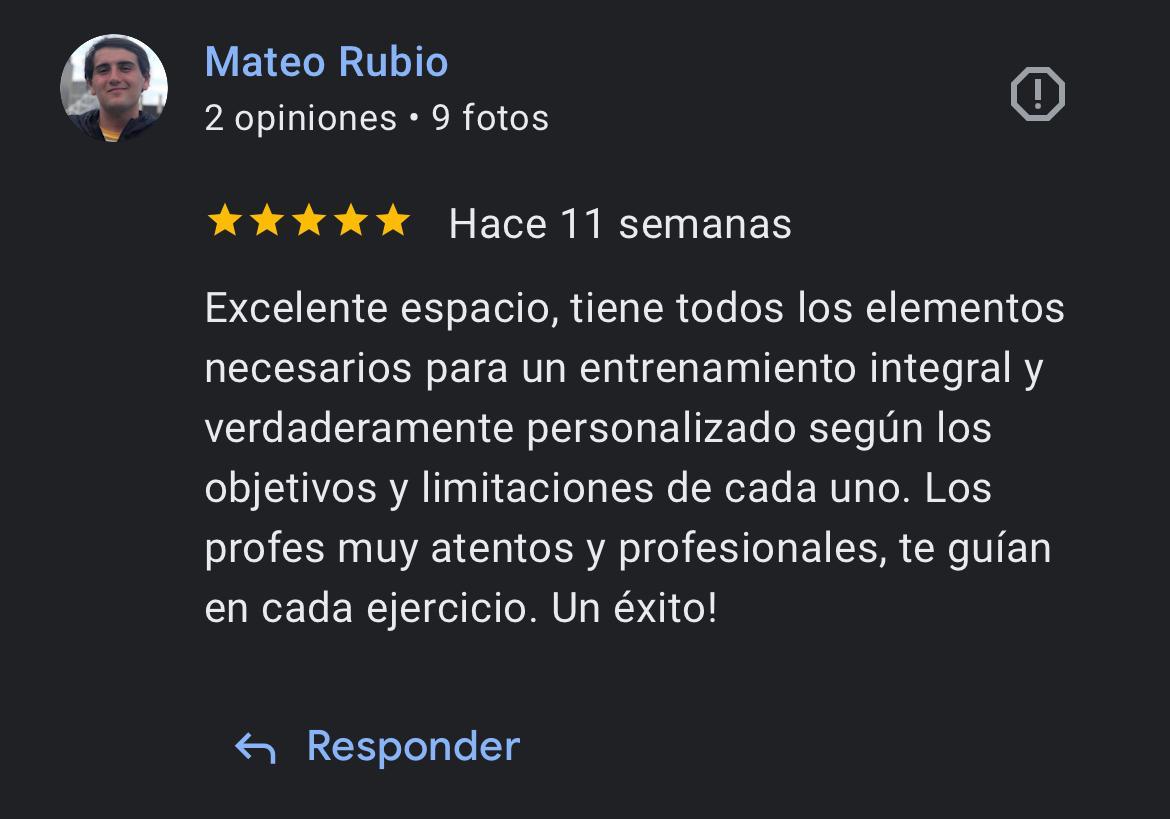 Mateo Rubio
2 opiniones • 9 fotos
Hace 11 semanas
Excelente espacio, tiene todos los elementos
necesarios para un entrenamiento integral y
verdaderamente personalizado según los
objetivos y limitaciones de cada uno. Los
profes muy atentos y profesionales, te guían
en cada ejercicio. Un éxito!
Responder